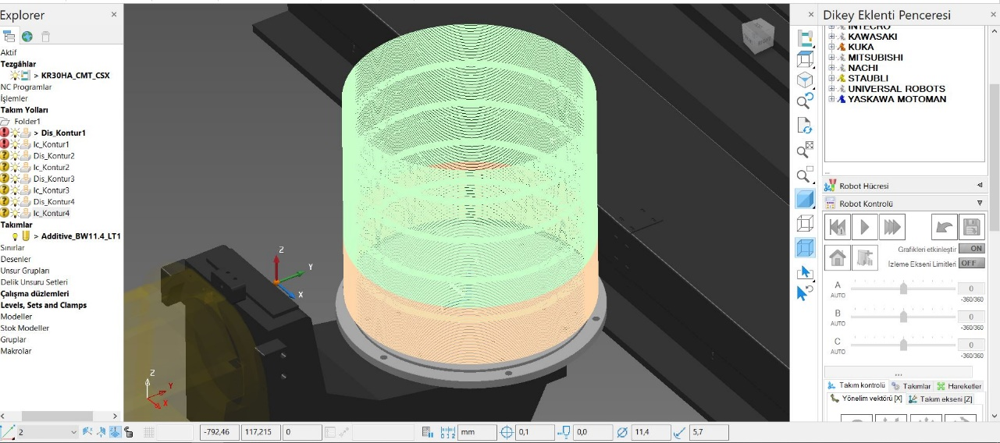 Explorer
Aktif
Tezgâhlar
> KR30HA_CMT_CSX
NC Programlar
İşlemler
Takım Yolları
Folder1
> Dis_Kontur1
Ic_Kontur1
Dis_Kontur2
Ic_Kontur2
Dis_Kontur3
Ic_Kontur3
Dis_Kontur4
Ic_Kontur4
Takımlar
> Additive_BW11.4_LT1
Sınırlar
Desenler
Unsur Grupları
Delik Unsuru Setleri
Çalışma düzlemleri
Levels, Sets and Clamps
Modeller
Stok Modeller
Gruplar
Makrolar
Z
Y
X
Z
Y
X
Dikey Eklenti Penceresi
INTECRO
KAWASAKI
KUKA
MITSUBISHI
NACHI
STAUBLI
UNIVERSAL ROBOTS
YASKAWA MOTOMAN
...
Robot Hücresi
Robot Kontrolü
Grafikleri etkinleştir ON
İzleme Ekseni Limitleri OFF
A
AUTO
0
-360/360
B
AUTO
0
-360/360
C
AUTO
0
-360/360
...
Takım kontrolü Takımlar Hareketler
Yönelim vektörü [X] Takım ekseni [Z]
2 -792,46 117,215 0 mm 0,1 0,0 11,4 5,7